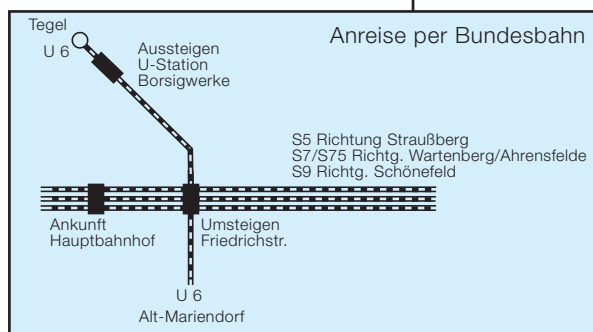 Anreise per Bundesbahn
Tegel
U 6
Aussteigen
U-Station
Borsigwerke
S5 Richtung Straußberg
S7/S75 Richtg. Wartenberg/Ahrensfelde
S9 Richtg. Schönefeld
Ankunft
Hauptbahnhof
Umsteigen
Friedrichstr.
U 6
Alt-Mariendorf